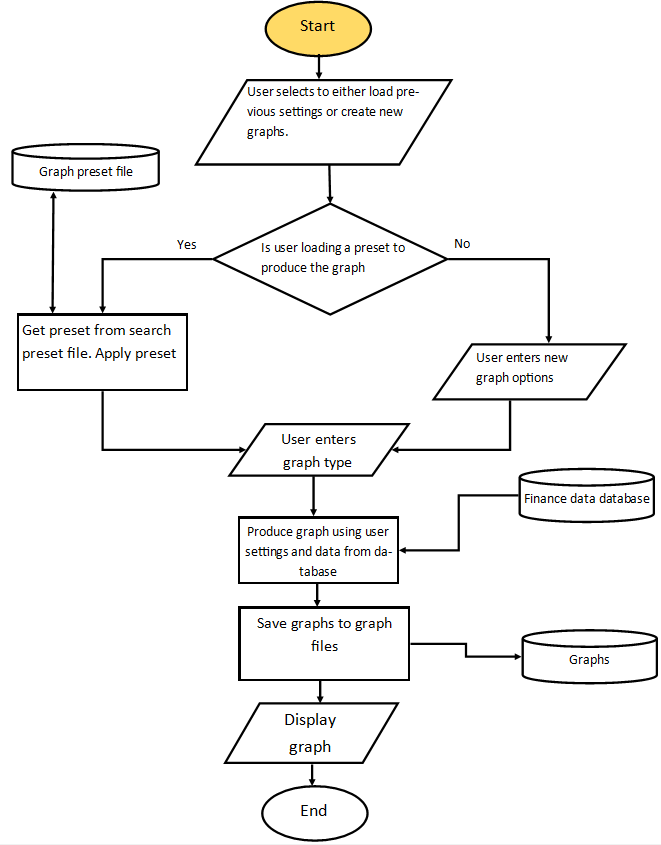 Start
User selects to either load pre-
vious settings or create new
graphs.
Graph preset file
Yes
Is user loading a preset to
produce the graph
No
Get preset from search
preset file. Apply preset
User enters new
graph options
User enters
graph type
Finance data database
Produce graph using user
settings and data from da-
tabase
Save graphs to graph
files
Graphs
Display
graph
End